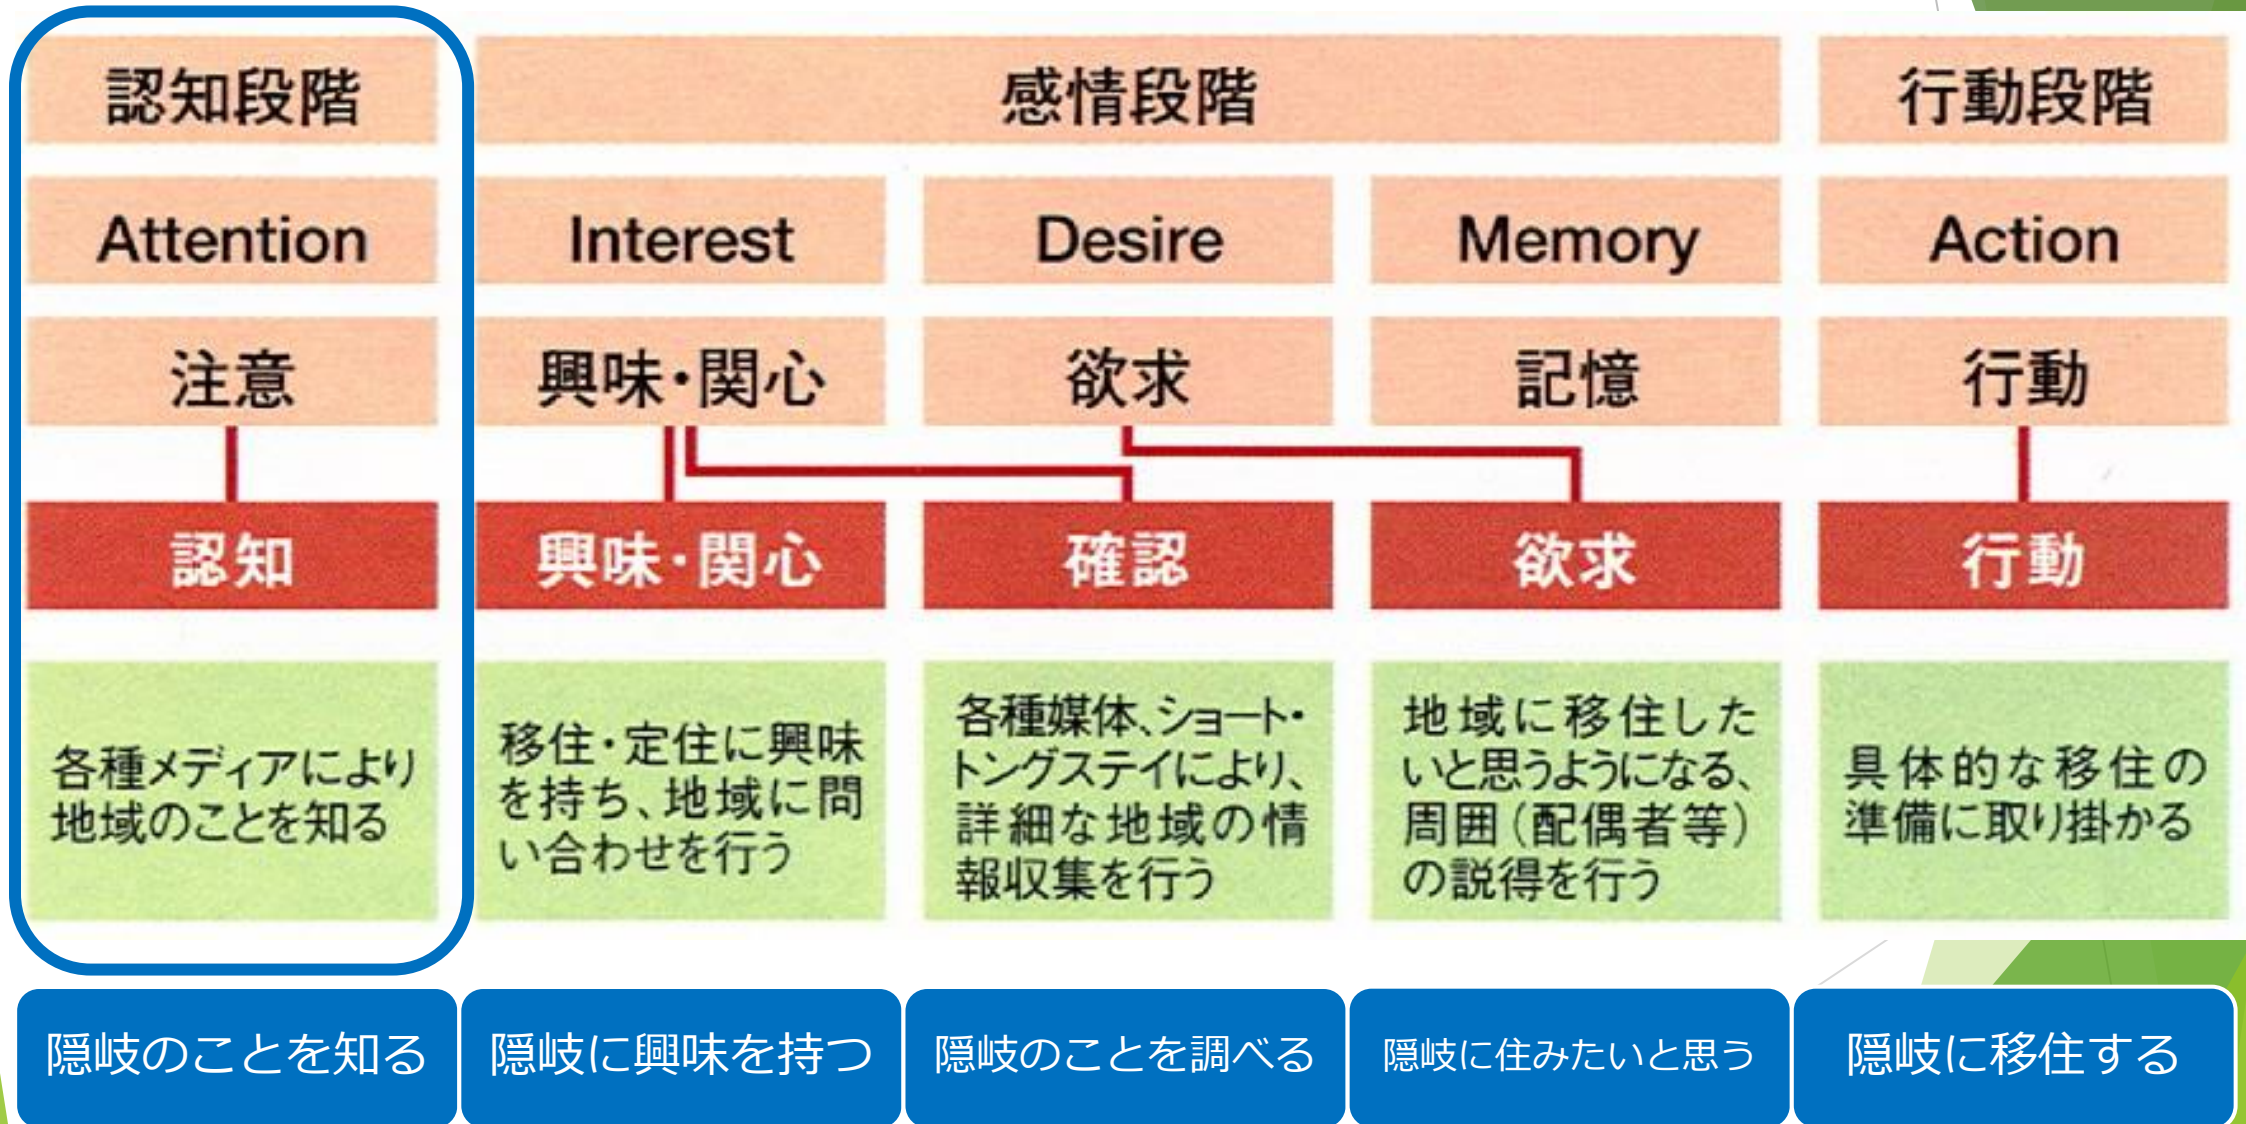 認知段階
感情段階
行動段階
Attention
Interest
Desire
Memory
Action
注意
興味・関心
欲求
記憶
行動
認知
興味・関心
確認
欲求
行動
各種メディアにより
地域のことを知る
移住・定住に興味
を持ち、地域に問
い合わせを行う
各種媒体、ショート・
トングステイにより、
詳細な地域の情
報収集を行う
地域に移住した
いと思うようになる、
周囲（配偶者等）
の説得を行う
具体的な移住の
準備に取り掛かる
隠岐のことを知る
隠岐に興味を持つ
隠岐のことを調べる
隠岐に住みたいと思う
隠岐に移住する